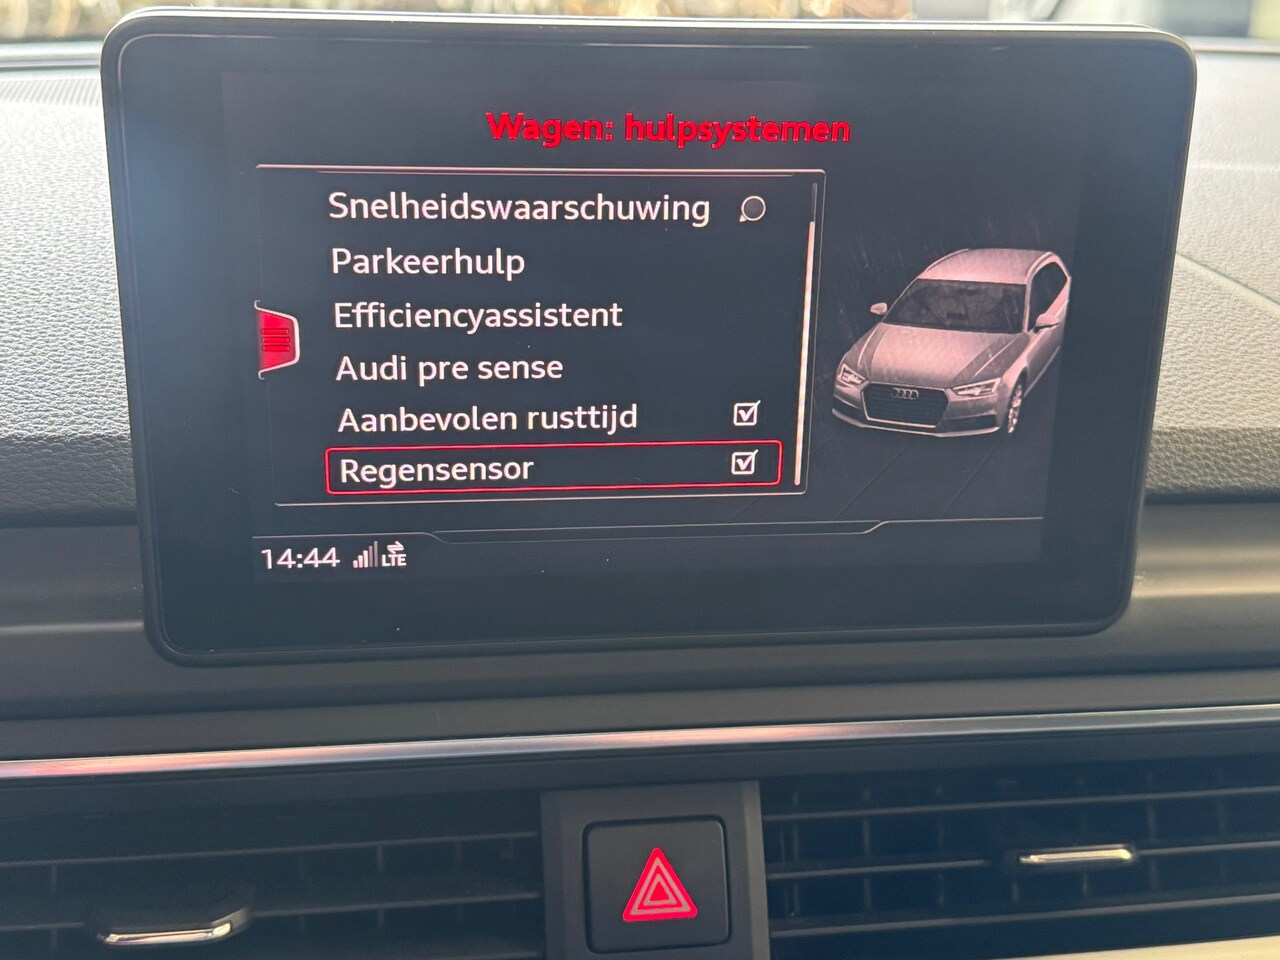 Wagen: hulpsystemen
Snelheidswaarschuwing
Parkeerhulp
Efficiencyassistent
Audi pre sense
Aanbevolen rusttijd
Regensensor
14:44 LTE